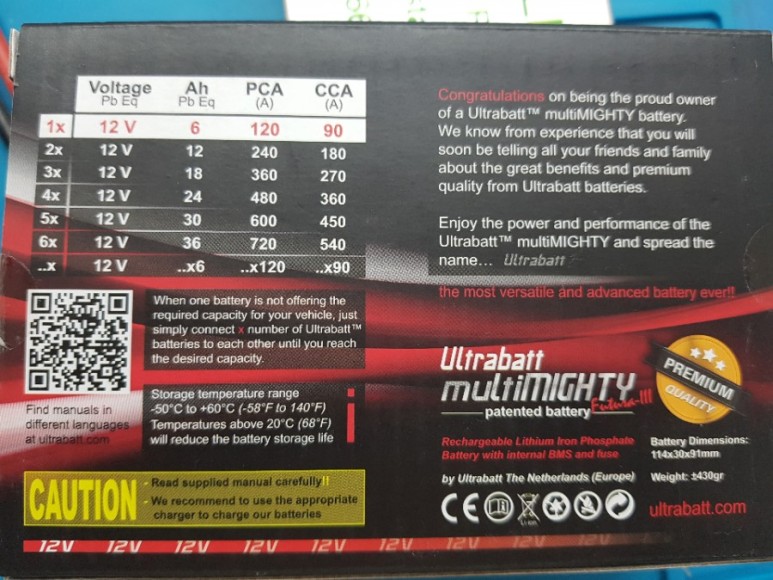 Voltage Ah PCA CCA
Pb Eq Pb Eq (A) (A)
1x 12 V 6 120 90
2x 12 V 12 240 180
3x 12 V 18 360 270
4x 12 V 24 480 360
5x 12 V 30 600 450
6x 12 V 36 720 540
..x 12 V ..x6 ..x120 ..x90
When one battery is not offering the
required capacity for your vehicle, just
simply connect x number of Ultrabatt™
batteries to each other until you reach
the desired capacity.
Find manuals in
different languages
at ultrabatt.com
Storage temperature range
-50°C to +60°C (-58°F to 140°F)
Temperatures above 20°C (68°F)
will reduce the battery storage life
CAUTION
- Read supplied manual carefully!!
- We recommend to use the appropriate
charger to charge our batteries
Congratulations on being the proud owner
of a Ultrabatt™ multiMIGHTY battery.
We know from experience that you will
soon be telling all your friends and family
about the great benefits and premium
quality from Ultrabatt batteries.
Enjoy the power and performance of the
Ultrabatt™ multiMIGHTY and spread the
name... Ultrabatt
the most versatile and advanced battery ever!!
Ultrabatt
multiMIGHTY
patented battery Futura-III
PREMIUM
QUALITY
Rechargeable Lithium Iron Phosphate
Battery with internal BMS and fuse
by Ultrabatt The Netherlands (Europe)
Battery Dimensions:
114x30x91mm
Weight: ±430gr
CE
ultrabatt.com
12V 12V 12V 12V 12V 12V 12V 12V 12V 12V